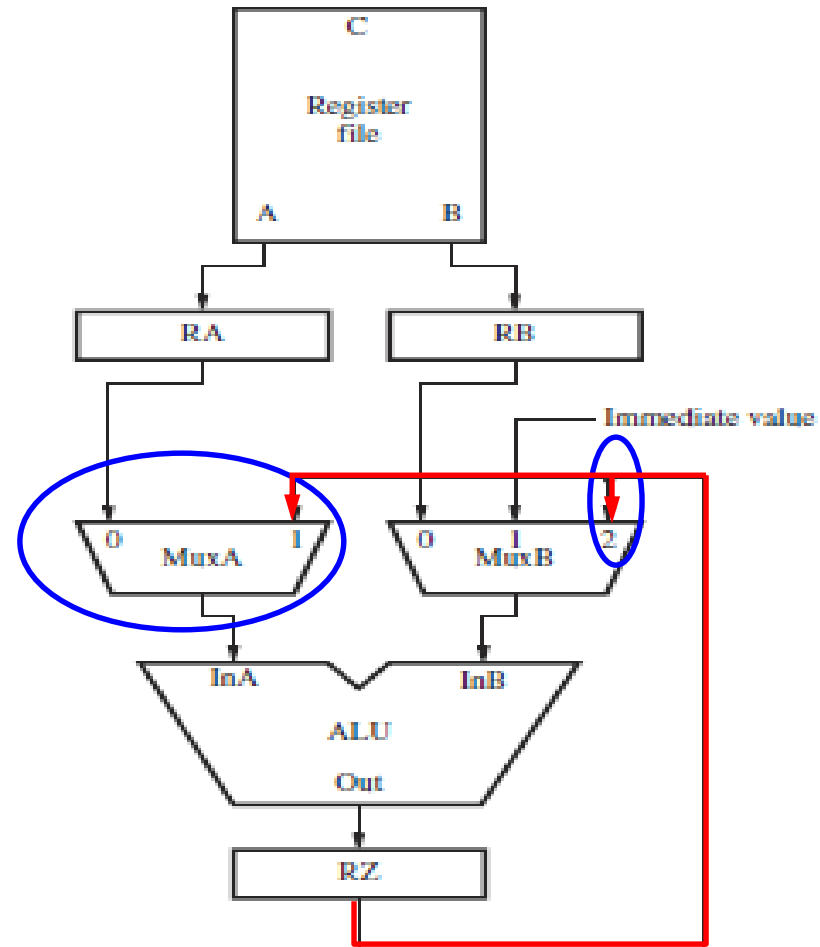 C
Register
file
A B
RA RB
Immediate value
0 1 0 1 2
MuxA MuxB
InA InB
ALU
Out
RZ